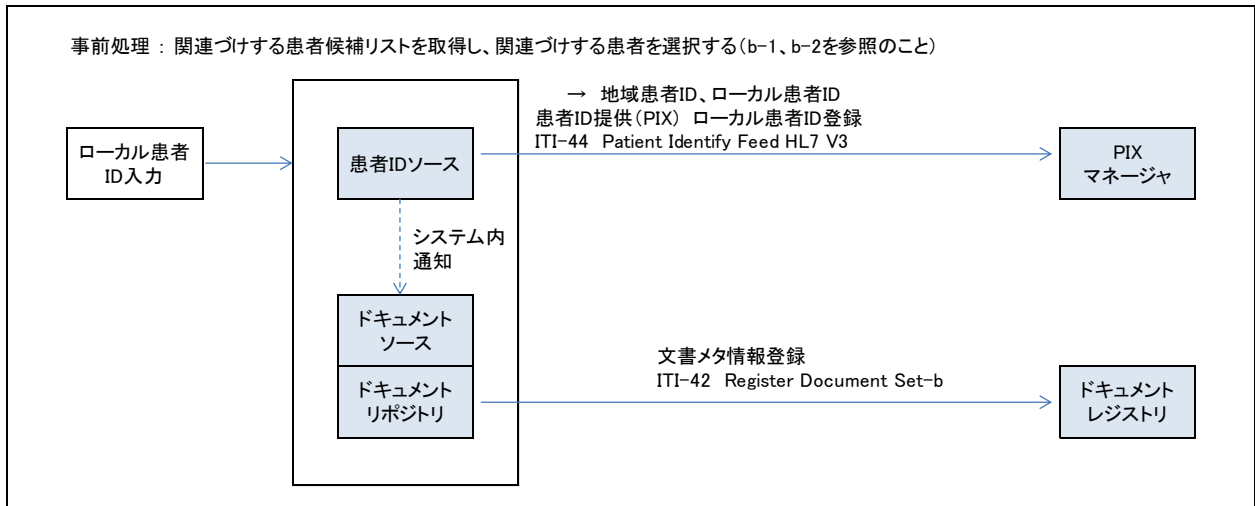 事前処理 : 関連づけする患者候補リストを取得し、関連づけする患者を選択する(b-1、b-2を参照のこと)
→ 地域患者ID、ローカル患者ID
患者ID提供(PIX) ローカル患者ID登録
ITI-44 Patient Identify Feed HL7 V3
ローカル患者
ID入力
患者IDソース
PIX
マネージャ
システム内
通知
ドキュメント
ソース
文書メタ情報登録
ITI-42 Register Document Set-b
ドキュメント
リポジトリ
ドキュメント
レジストリ